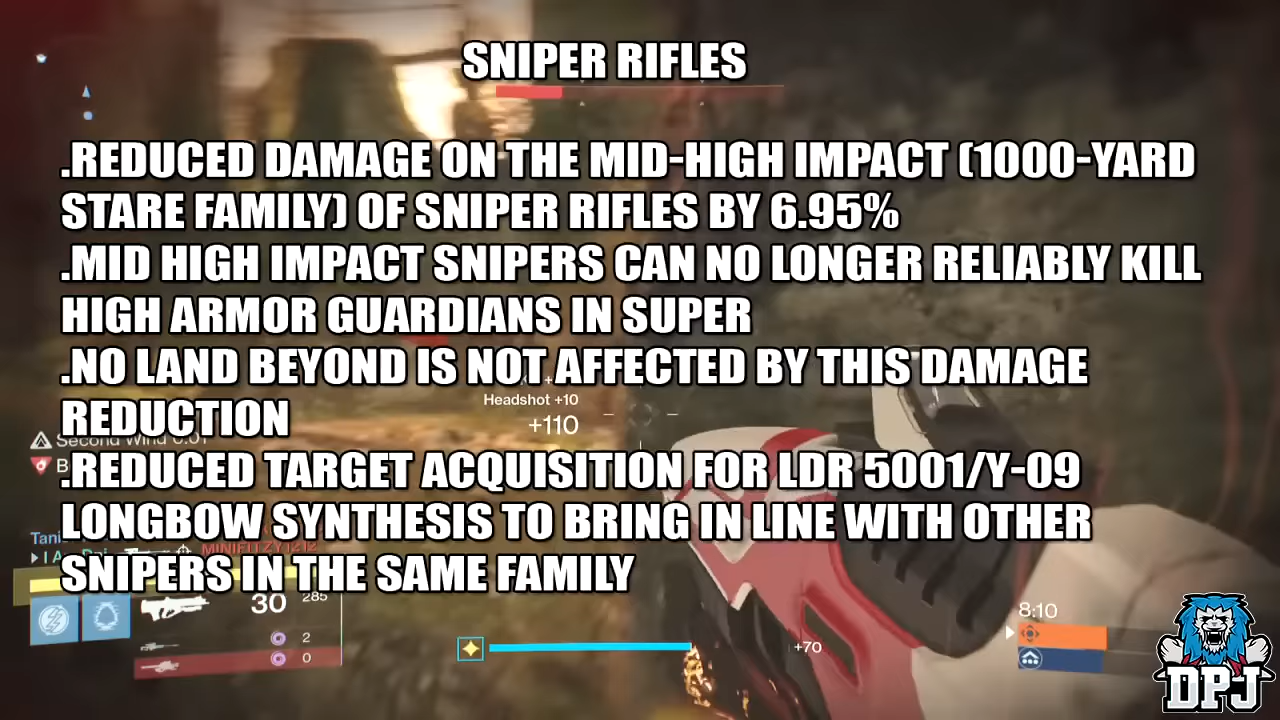 SNIPER RIFLES
.REDUCED DAMAGE ON THE MID-HIGH IMPACT (1000-YARD
STARE FAMILY) OF SNIPER RIFLES BY 6.95%
.MID HIGH IMPACT SNIPERS CAN NO LONGER RELIABLY KILL
HIGH ARMOR GUARDIANS IN SUPER
.NO LAND BEYOND IS NOT AFFECTED BY THIS DAMAGE
REDUCTION
Headshot +10
+110
Second Wind 0:01
.REDUCED TARGET ACQUISITION FOR LDR 5001/Y-09
LONGBOW SYNTHESIS TO BRING IN LINE WITH OTHER
SNIPERS IN THE SAME FAMILY
MINIFITZY1212
30 285
2
0
+70
8:10
DPJ